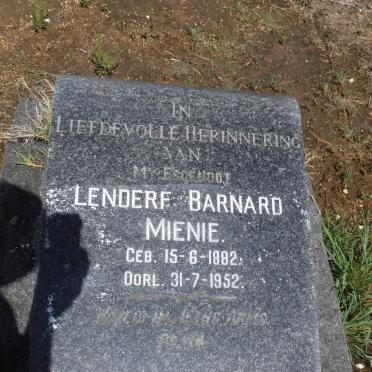 IN
LIEFDEVOLLE HERINNERING
AAN
MY EGGENOOT
LENDERF BARNARD
MIENIE.
GEB. 15-6-1882.
OORL. 31-7-1952.